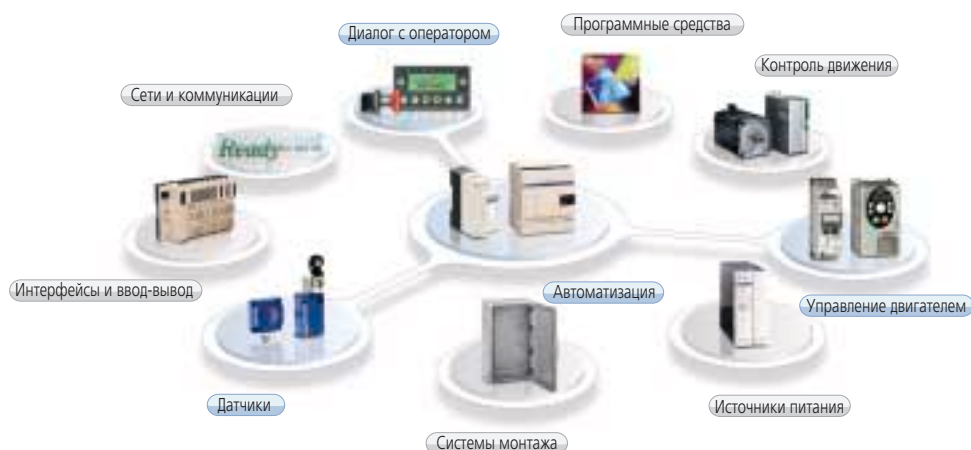 Программные средства
Диалог с оператором
Контроль движения
Сети и коммуникации
Ready
Интерфейсы и ввод-вывод
Автоматизация
Управление двигателем
Датчики
Источники питания
Системы монтажа